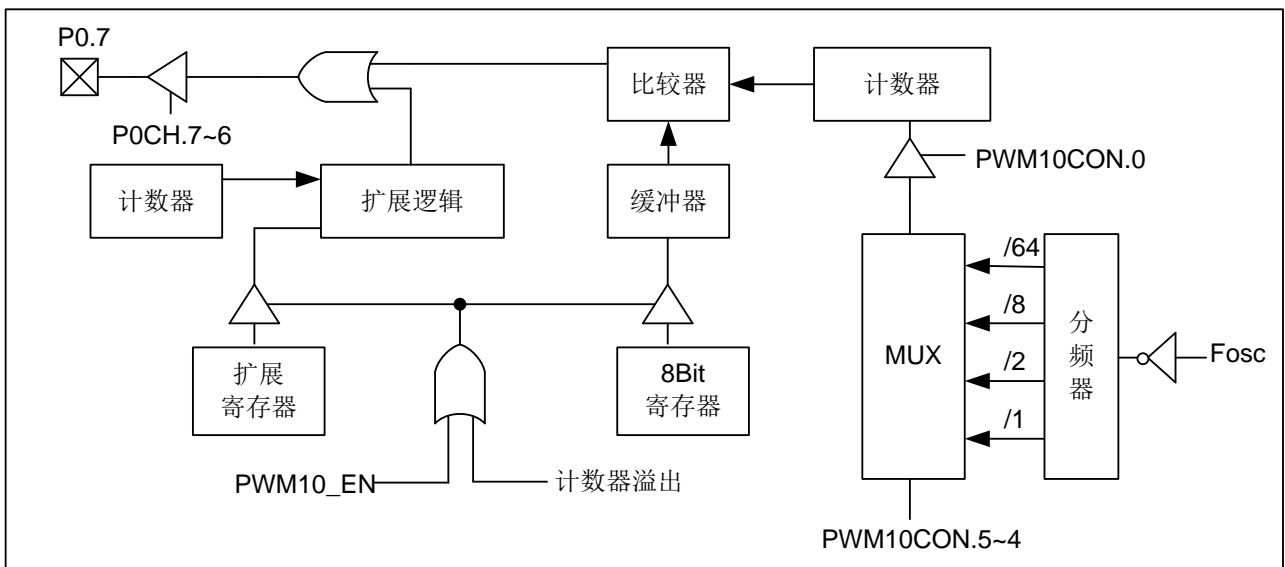 P0.7
P0CH.7~6
比较器
计数器
PWM10CON.0
计数器
扩展逻辑
缓冲器
MUX
/64
/8
/2
/1
分
频
器
Fosc
扩展
寄存器
8Bit
寄存器
PWM10_EN
计数器溢出
PWM10CON.5~4